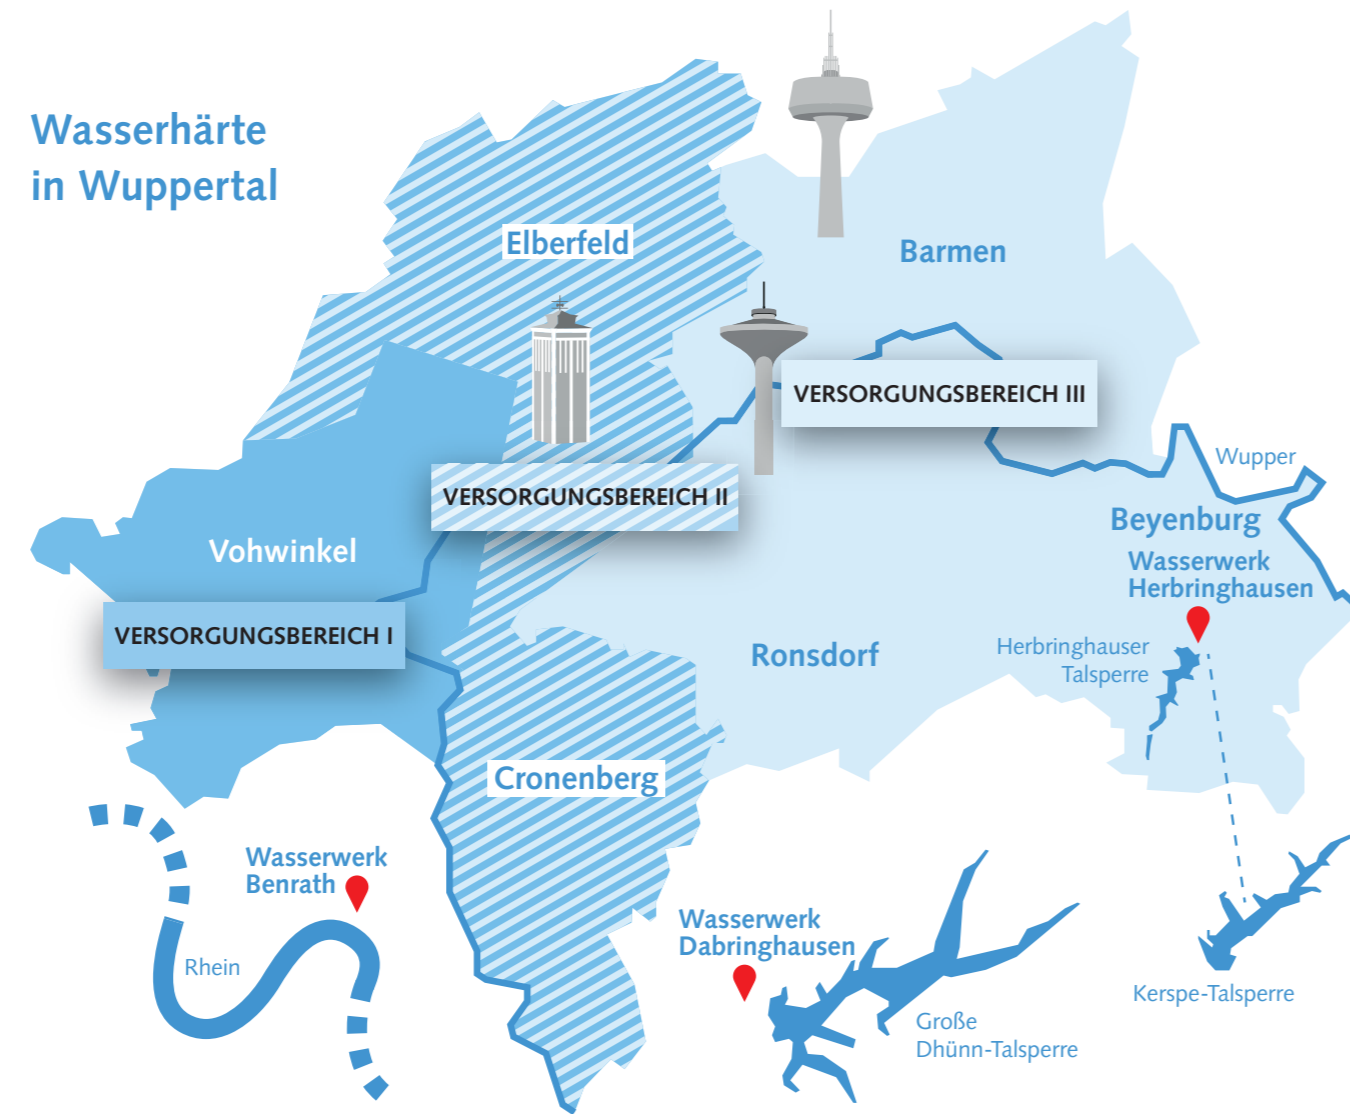 Wasserhärte
in Wuppertal
Elberfeld
Barmen
VERSORGUNGSBEREICH III
Wupper
VERSORGUNGSBEREICH II
Beyenburg
Vohwinkel
Wasserwerk
Herbringhausen
VERSORGUNGSBEREICH I
Ronsdorf
Herbringhauser
Talsperre
Cronenberg
Wasserwerk
Benrath
Wasserwerk
Dabringhausen
Rhein
Kerspe-Talsperre
Große
Dhünn-Talsperre